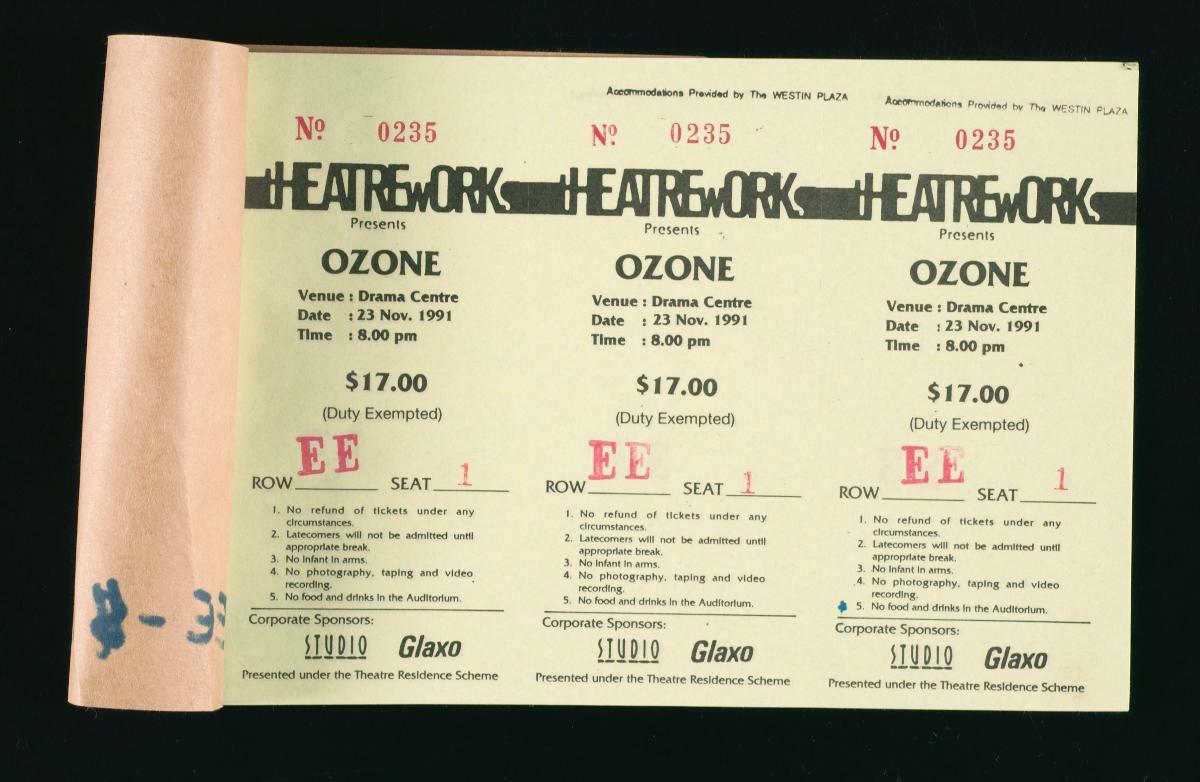 Accommodations Provided by The WESTIN PLAZA
Accommodations Provided by The WESTIN PLAZA
Nº 0235
tHEATREwORKS
Presents
OZONE
Venue : Drama Centre
Date : 23 Nov. 1991
Time : 8.00 pm
$17.00
(Duty Exempted)
ROW EE SEAT 1
1. No refund of tickets under any
circumstances.
2. Latecomers will not be admitted until
appropriate break.
3. No infant in arms.
4. No photography, taping and video
recording.
5. No food and drinks in the Auditorium.
Corporate Sponsors:
STUDIO Glaxo
Presented under the Theatre Residence Scheme
Nº 0235
tHEATREwORKS
Presents
OZONE
Venue : Drama Centre
Date : 23 Nov. 1991
Time : 8.00 pm
$17.00
(Duty Exempted)
ROW EE SEAT 1
1. No refund of tickets under any
circumstances.
2. Latecomers will not be admitted until
appropriate break.
3. No infant in arms.
4. No photography, taping and video
recording.
5. No food and drinks in the Auditorium.
Corporate Sponsors:
STUDIO Glaxo
Presented under the Theatre Residence Scheme
Nº 0235
tHEATREwORKS
Presents
OZONE
Venue : Drama Centre
Date : 23 Nov. 1991
Time : 8.00 pm
$17.00
(Duty Exempted)
ROW EE SEAT 1
1. No refund of tickets under any
circumstances.
2. Latecomers will not be admitted until
appropriate break.
3. No infant in arms.
4. No photography, taping and video
recording.
5. No food and drinks in the Auditorium.
Corporate Sponsors:
STUDIO Glaxo
Presented under the Theatre Residence Scheme